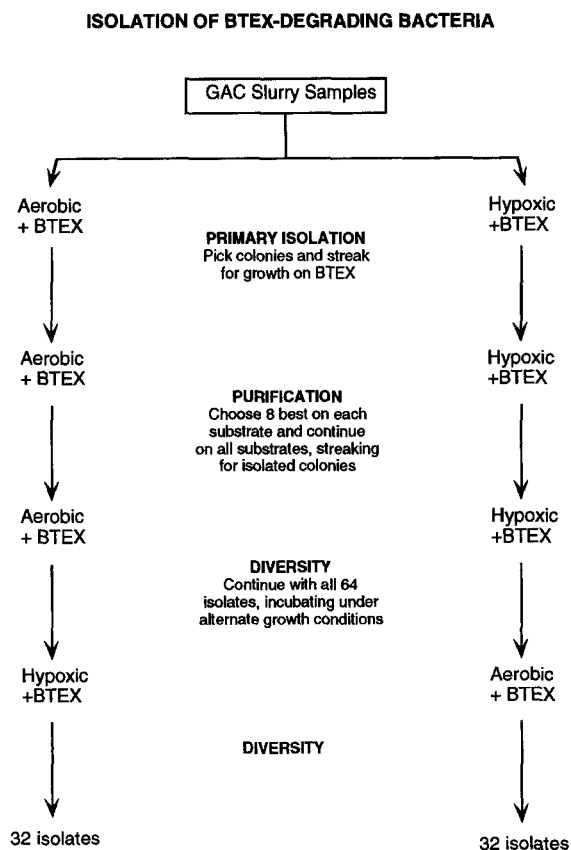 ISOLATION OF BTEX-DEGRADING BACTERIA
GAC Slurry Samples
Aerobic
+ BTEX
Hypoxic
+BTEX
PRIMARY ISOLATION
Pick colonies and streak
for growth on BTEX
Aerobic
+ BTEX
Hypoxic
+BTEX
PURIFICATION
Choose 8 best on each
substrate and continue
on all substrates, streaking
for isolated colonies
Aerobic
+ BTEX
Hypoxic
+BTEX
DIVERSITY
Continue with all 64
isolates, incubating under
alternate growth conditions
Hypoxic
+BTEX
Aerobic
+ BTEX
DIVERSITY
32 isolates
32 isolates